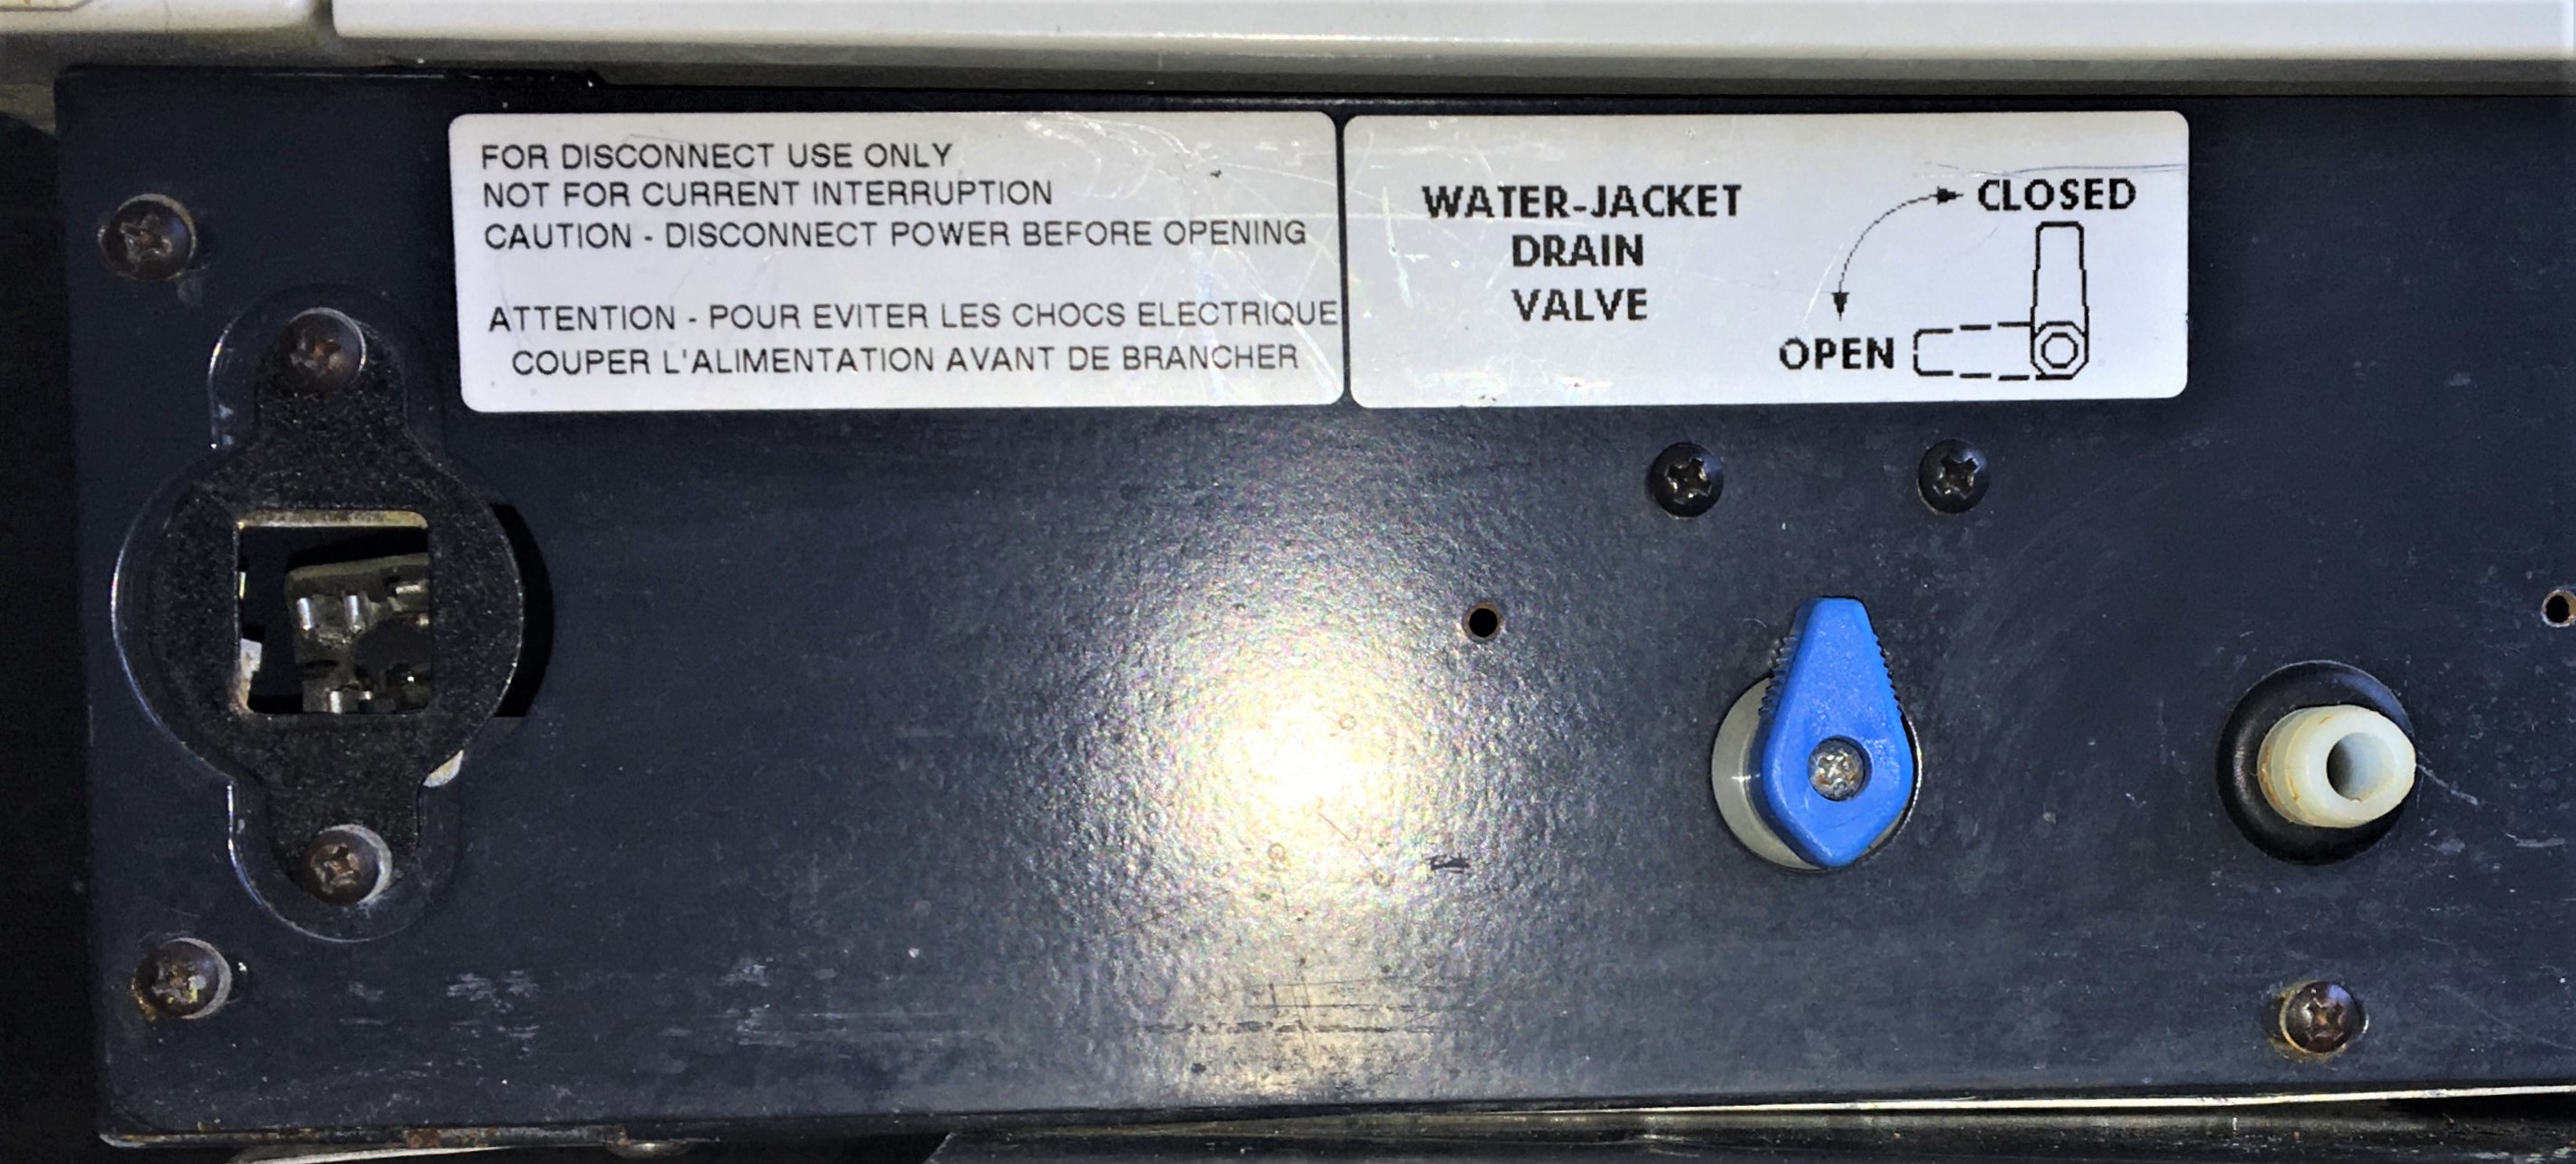 FOR DISCONNECT USE ONLY
NOT FOR CURRENT INTERRUPTION
CAUTION - DISCONNECT POWER BEFORE OPENING
ATTENTION - POUR EVITER LES CHOCS ELECTRIQUE
COUPER L'ALIMENTATION AVANT DE BRANCHER
WATER-JACKET
DRAIN
VALVE
CLOSED
OPEN